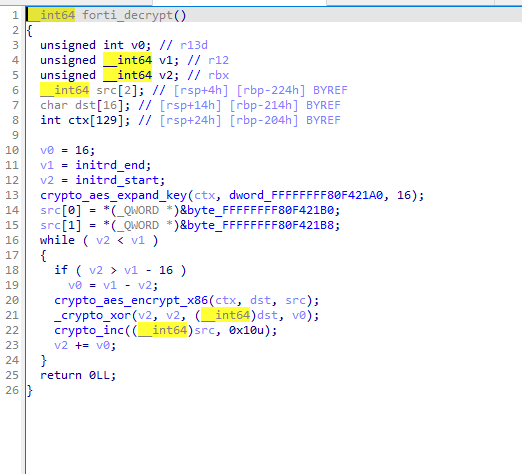 1 __int64 forti_decrypt()
2 {
3 unsigned int v0; // r13d
4 unsigned __int64 v1; // r12
5 unsigned __int64 v2; // rbx
6 __int64 src[2]; // [rsp+4h] [rbp-224h] BYREF
7 char dst[16]; // [rsp+14h] [rbp-214h] BYREF
8 int ctx[129]; // [rsp+24h] [rbp-204h] BYREF
9
10 v0 = 16;
11 v1 = initrd_end;
12 v2 = initrd_start;
13 crypto_aes_expand_key(ctx, dword_FFFFFFFF80F421A0, 16);
14 src[0] = *(_QWORD *)&byte_FFFFFFFF80F421B0;
15 src[1] = *(_QWORD *)&byte_FFFFFFFF80F421B8;
16 while ( v2 < v1 )
17 {
18 if ( v2 > v1 - 16 )
19 v0 = v1 - v2;
20 crypto_aes_encrypt_x86(ctx, dst, src);
21 _crypto_xor(v2, v2, (__int64)dst, v0);
22 crypto_inc((__int64)src, 0x10u);
23 v2 += v0;
24 }
25 return 0LL;
26 }